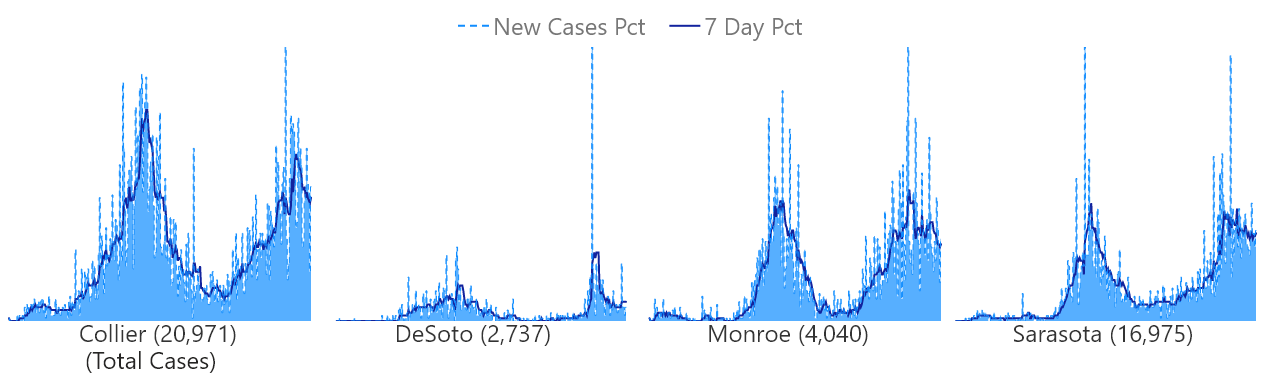 New Cases Pct 7 Day Pct
Collier (20,971) DeSoto (2,737) Monroe (4,040) Sarasota (16,975)
(Total Cases)